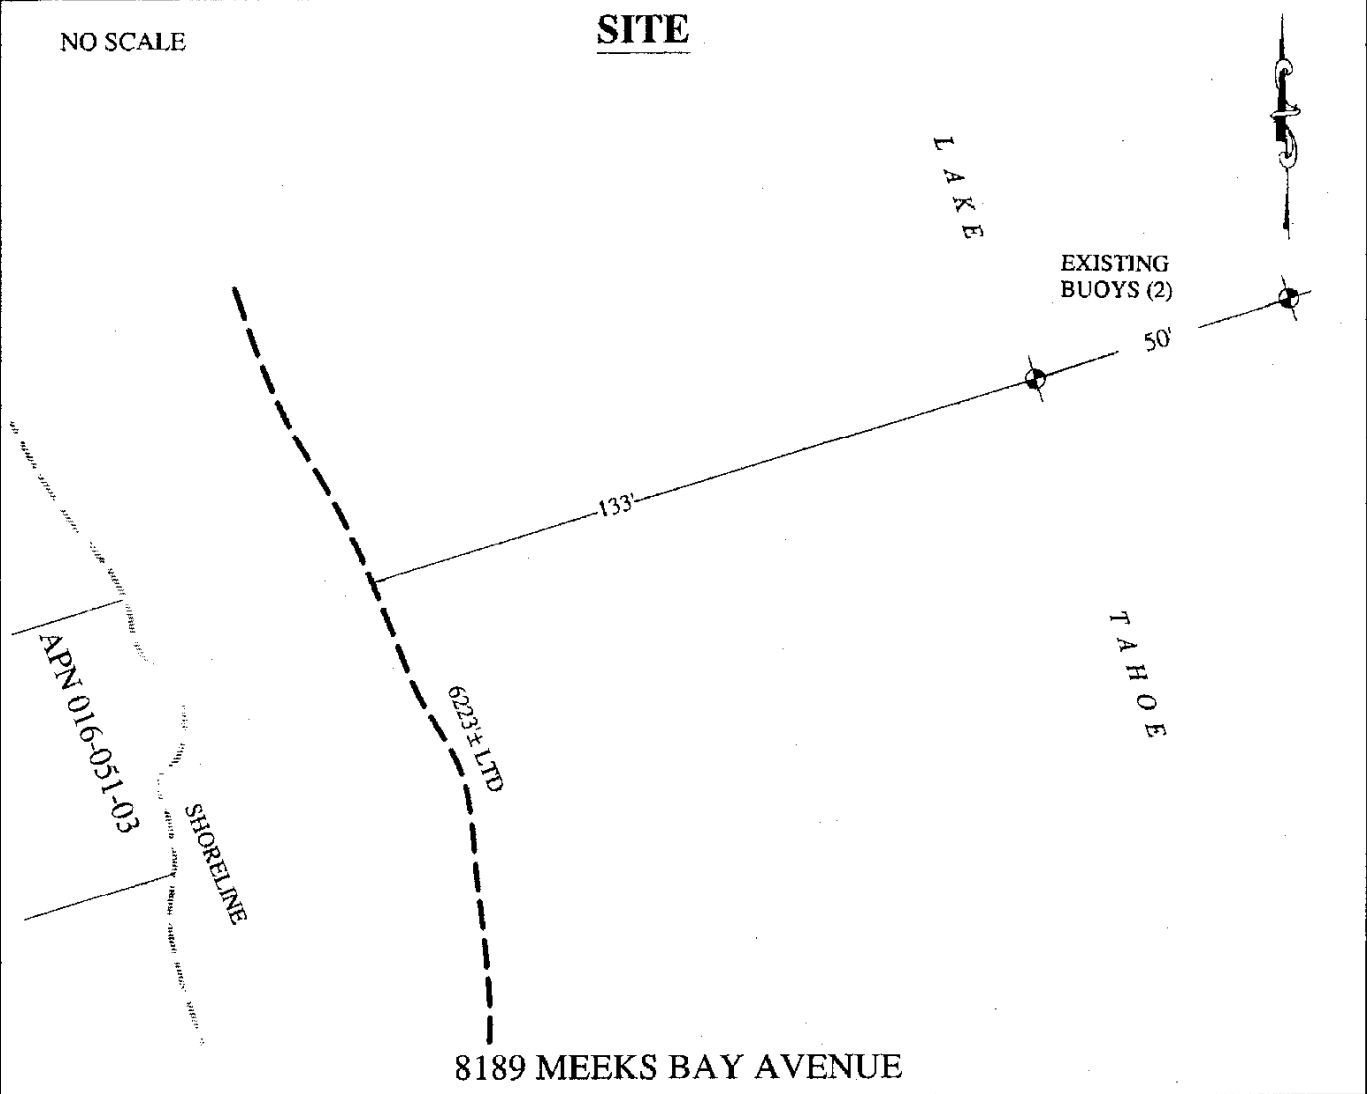 SITE
NO SCALE
LAKE
EXISTING
BUOYS (2)
50'
133'
TAHOE
APN 016-051-03
6223'± LTD
SHORELINE
8189 MEEKS BAY AVENUE